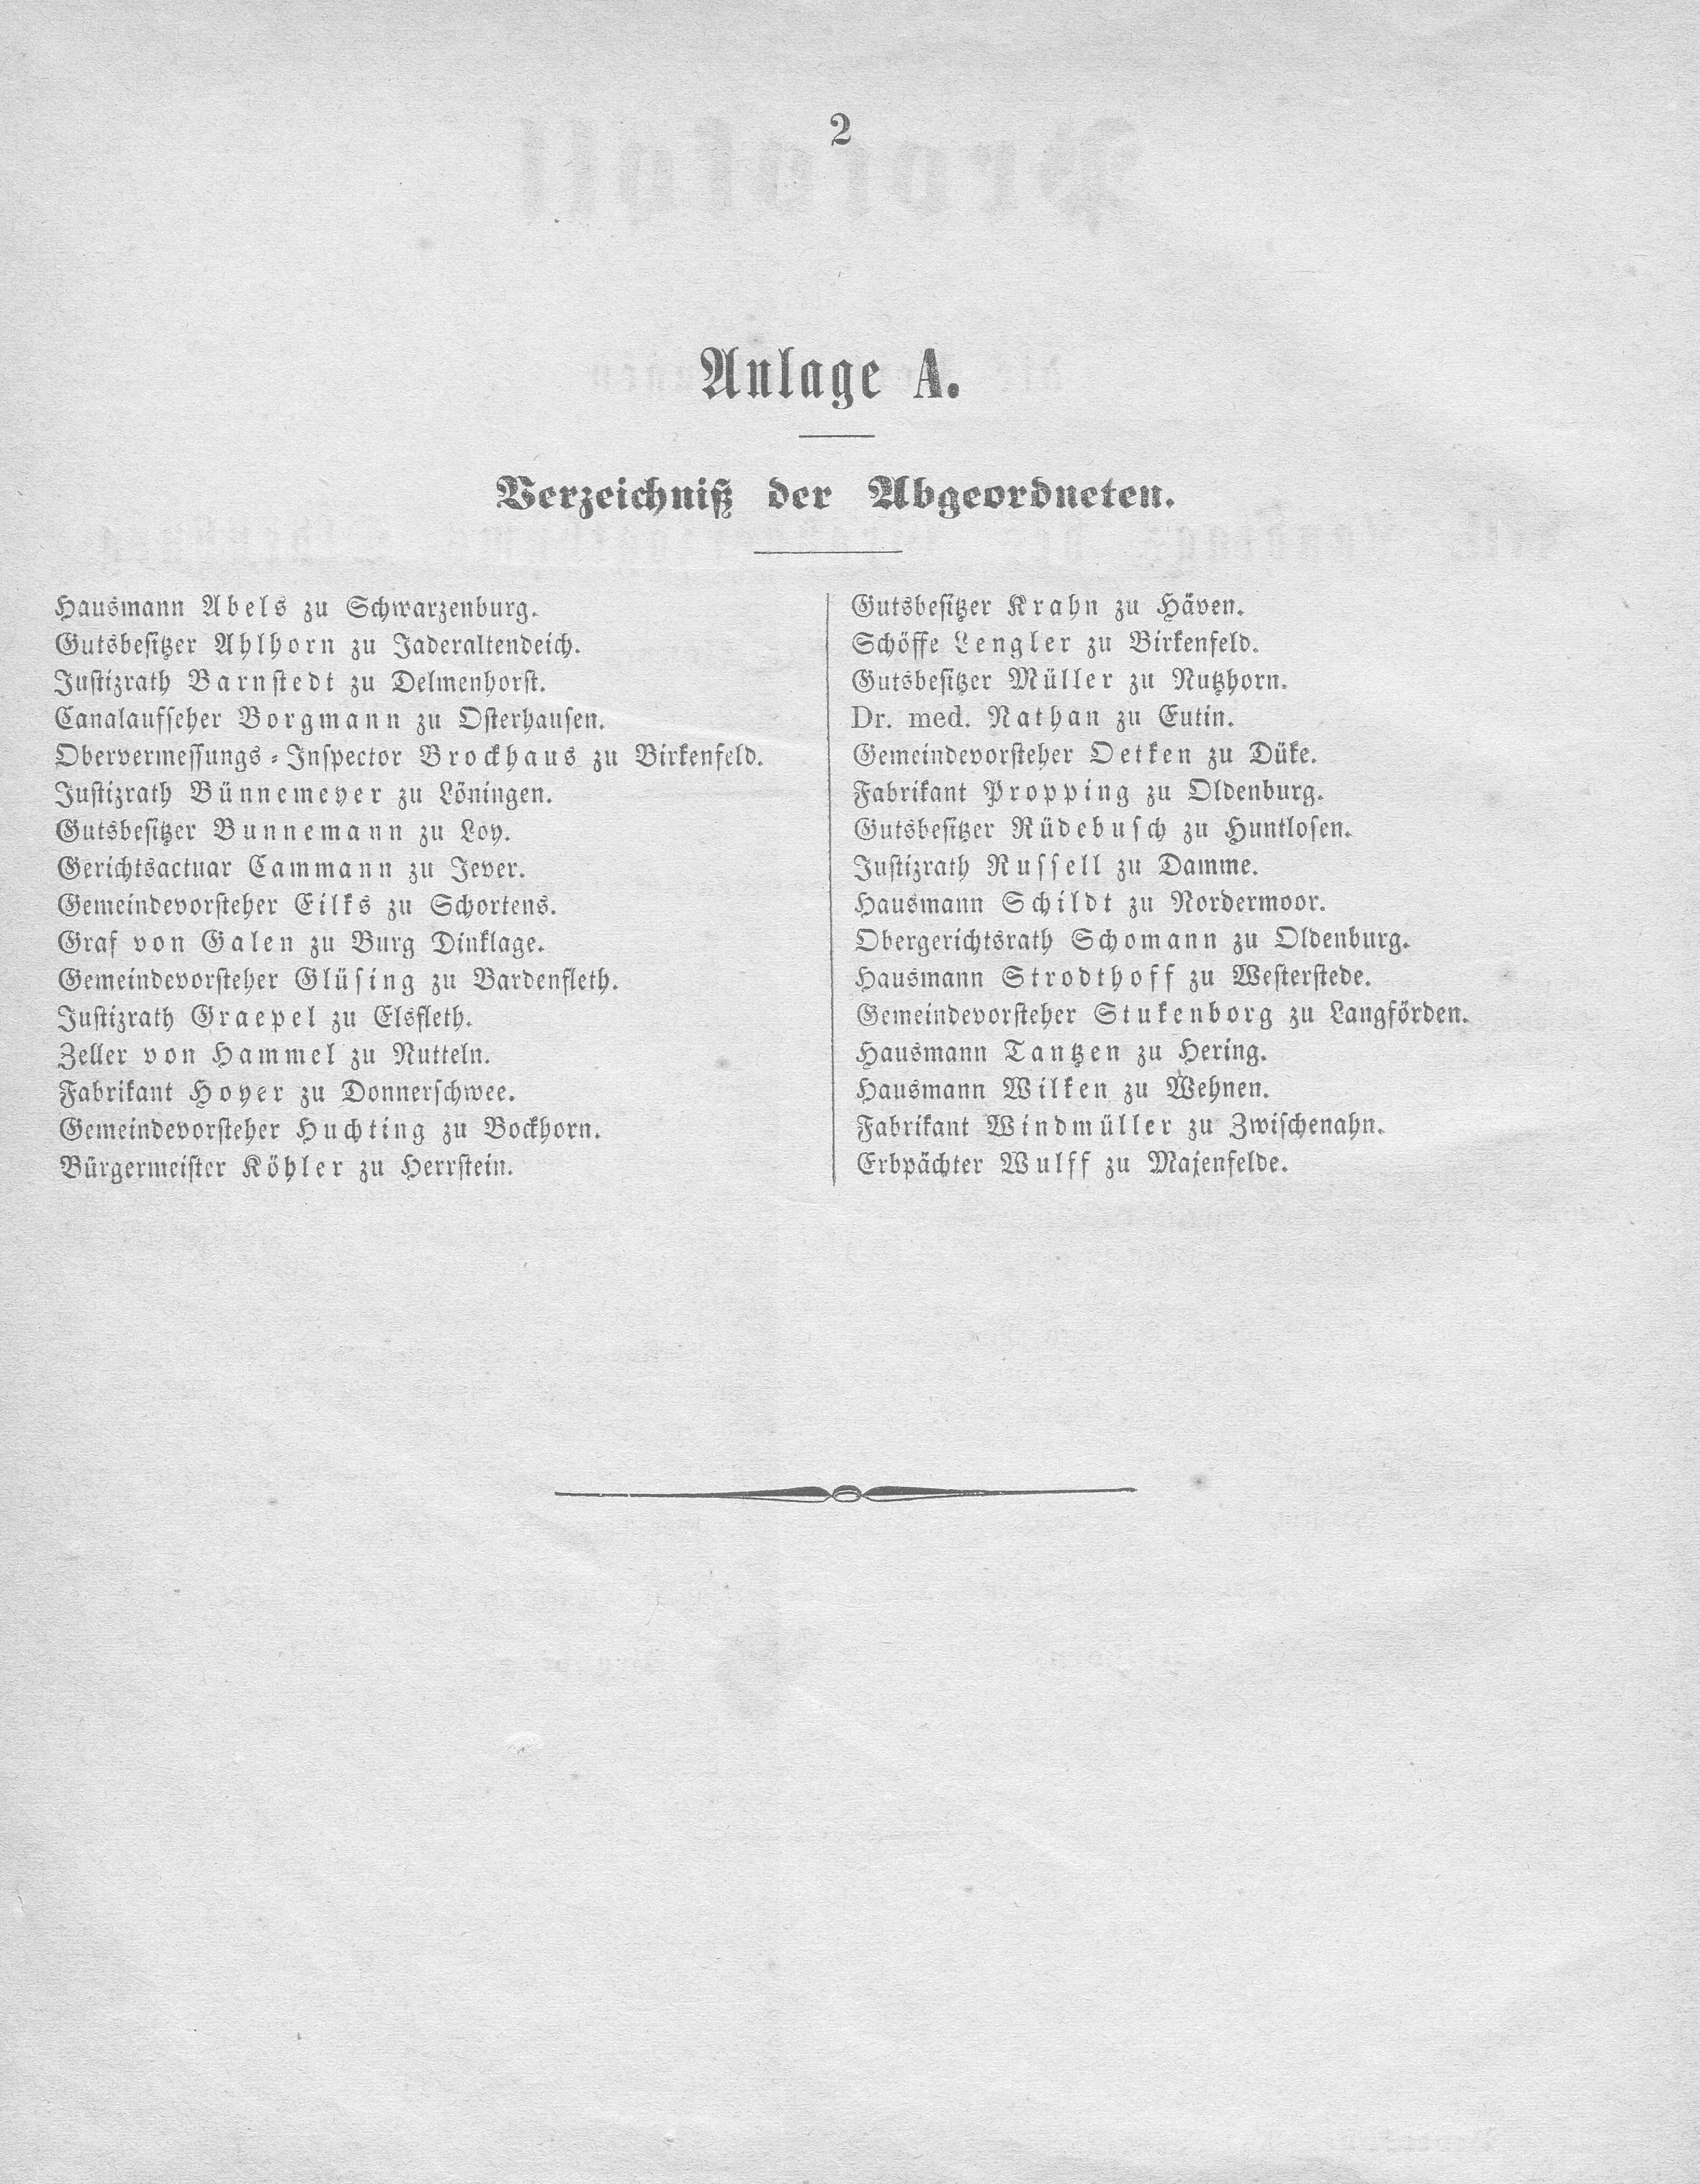 2
Anlage A.
Verzeichniß der Abgeordneten.
Hausmann Abels zu Schwarzenburg.
Gutsbesitzer Ahlhorn zu Jaderaltendeich.
Justizrath Barnstedt zu Delmenhorst.
Canalaufseher Borgmann zu Osterhausen.
Obervermessungs-Inspector Brockhaus zu Birkenfeld.
Justizrath Bünnemeyer zu Löningen.
Gutsbesitzer Bunnemann zu Loy.
Gerichtsactuar Cammann zu Jever.
Gemeindevorsteher Eilks zu Schortens.
Graf von Galen zu Burg Dinklage.
Gemeindevorsteher Glüsing zu Bardenfleth.
Justizrath Graepel zu Elsfleth.
Zeller von Hammel zu Nutteln.
Fabrikant Hoyer zu Donnerschwee.
Gemeindevorsteher Huchting zu Bockhorn.
Bürgermeister Köhler zu Herrstein.
Gutsbesitzer Krahn zu Häven.
Schöffe Lengler zu Birkenfeld.
Gutsbesitzer Müller zu Nutzhorn.
Dr. med. Nathan zu Eutin.
Gemeindevorsteher Oetken zu Düke.
Fabrikant Propping zu Oldenburg.
Gutsbesitzer Rüdebusch zu Huntlosen.
Justizrath Russell zu Damme.
Hausmann Schildt zu Nordermoor.
Obergerichtsrath Schomann zu Oldenburg.
Hausmann Strodthoff zu Westerstede.
Gemeindevorsteher Stukenborg zu Langförden.
Hausmann Tantzen zu Hering.
Hausmann Wilken zu Wehnen.
Fabrikant Windmüller zu Zwischenahn.
Erbpächter Wulff zu Majenfelde.